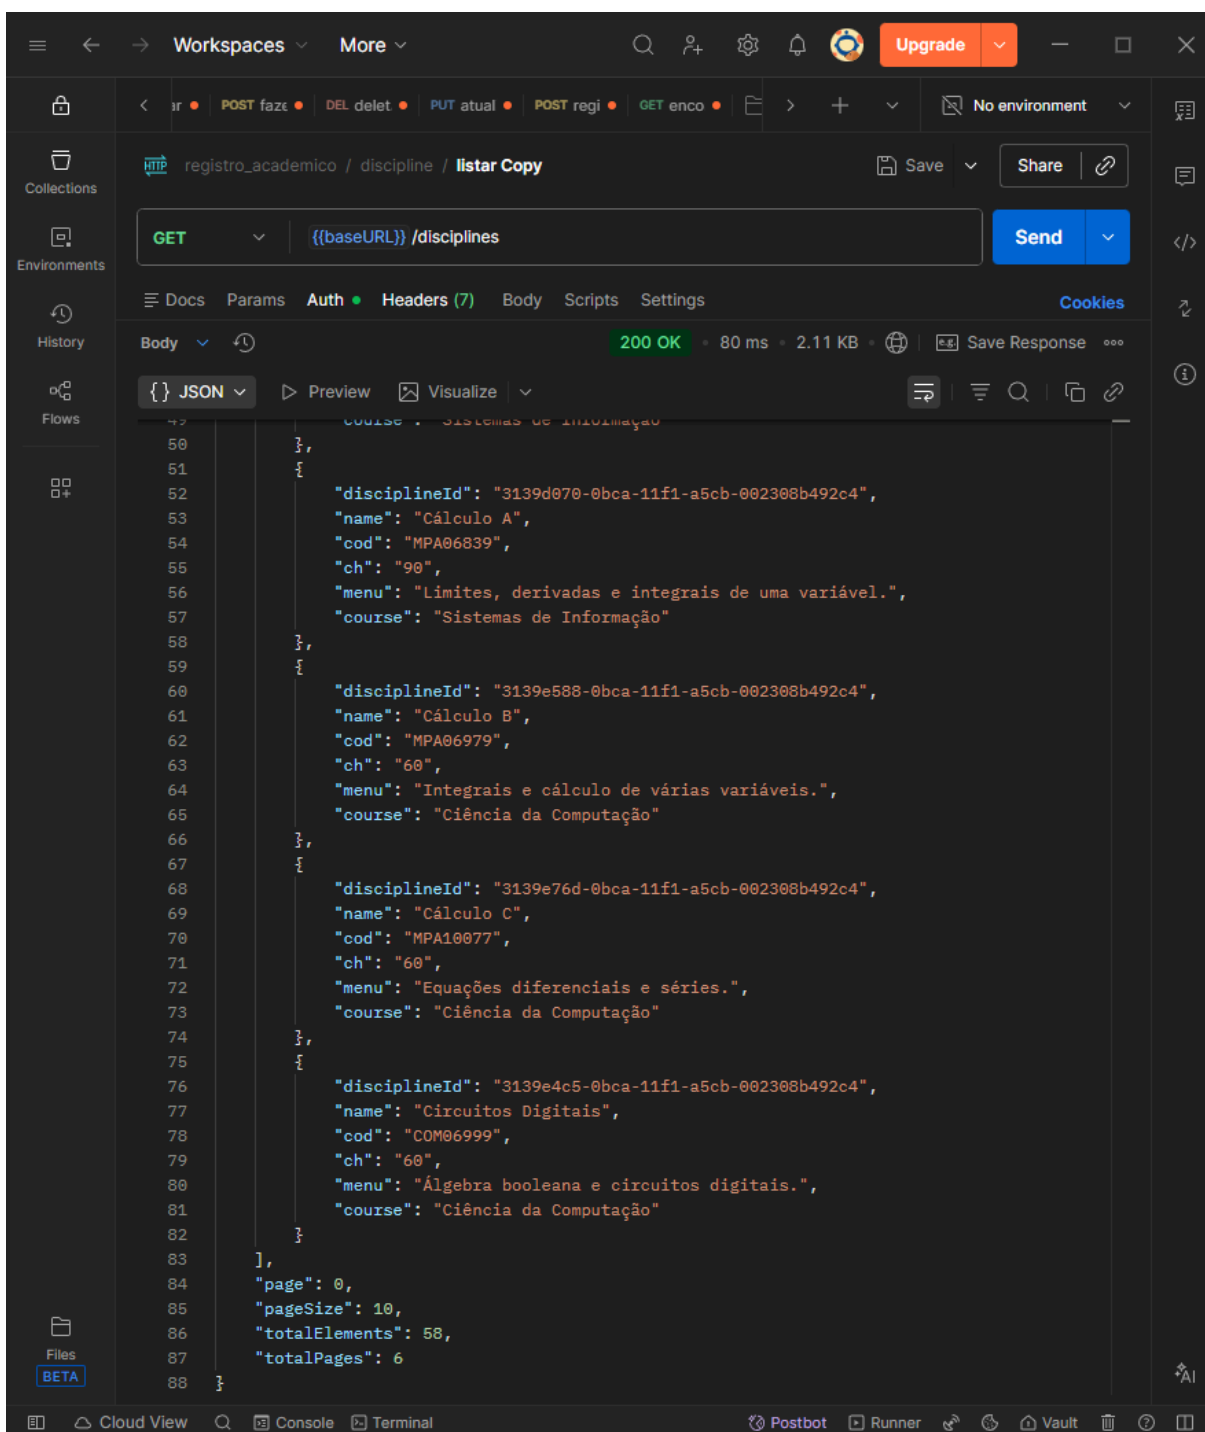 Workspaces More Upgrade
ar POST faze DEL delet PUT atual POST regi GET enco No environment
registro_academico / discipline / listar Copy Save Share
Collections
GET {{baseURL}} /disciplines Send
Environments
Docs Params Auth Headers (7) Body Scripts Settings Cookies
History
Body 200 OK 80 ms 2.11 KB e.g. Save Response
{} JSON Preview Visualize
Flows
49 "course": "Sistemas de Informação"
50 },
51 {
52 "disciplineId": "3139d070-0bca-11f1-a5cb-002308b492c4",
53 "name": "Cálculo A",
54 "cod": "MPA06839",
55 "ch": "90",
56 "menu": "Limites, derivadas e integrais de uma variável.",
57 "course": "Sistemas de Informação"
58 },
59 {
60 "disciplineId": "3139e588-0bca-11f1-a5cb-002308b492c4",
61 "name": "Cálculo B",
62 "cod": "MPA06979",
63 "ch": "60",
64 "menu": "Integrais e cálculo de várias variáveis.",
65 "course": "Ciência da Computação"
66 },
67 {
68 "disciplineId": "3139e76d-0bca-11f1-a5cb-002308b492c4",
69 "name": "Cálculo C",
70 "cod": "MPA10077",
71 "ch": "60",
72 "menu": "Equações diferenciais e séries.",
73 "course": "Ciência da Computação"
74 },
75 {
76 "disciplineId": "3139e4c5-0bca-11f1-a5cb-002308b492c4",
77 "name": "Circuitos Digitais",
78 "cod": "COM06999",
79 "ch": "60",
80 "menu": "Álgebra booleana e circuitos digitais.",
81 "course": "Ciência da Computação"
82 }
83 ],
84 "page": 0,
85 "pageSize": 10,
86 "totalElements": 58,
87 "totalPages": 6
88 }
Files
BETA
AI
Cloud View Console Terminal Postbot Runner Vault